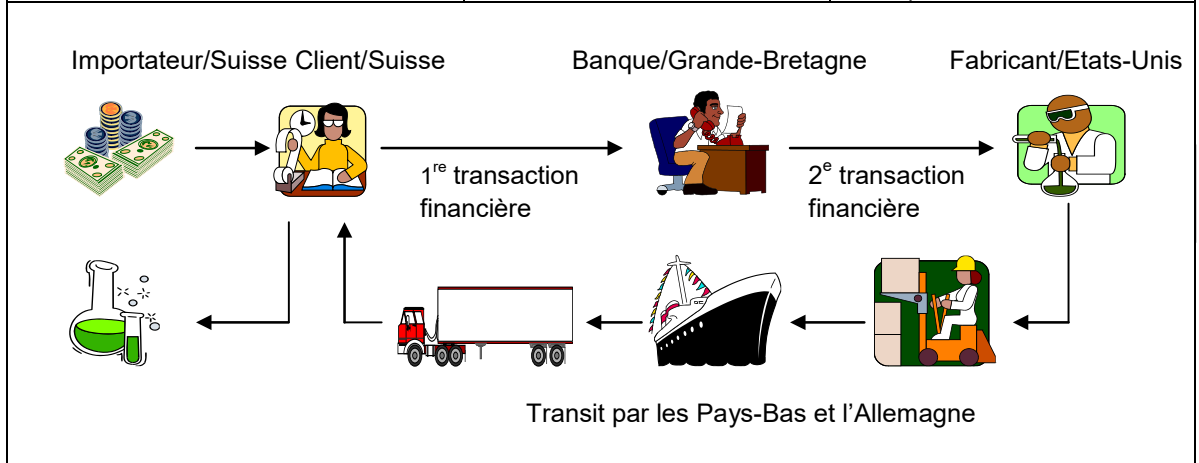 Importateur/Suisse Client/Suisse Banque/Grande-Bretagne Fabricant/Etats-Unis
1re transaction
financière
2e transaction
financière
Transit par les Pays-Bas et l'Allemagne